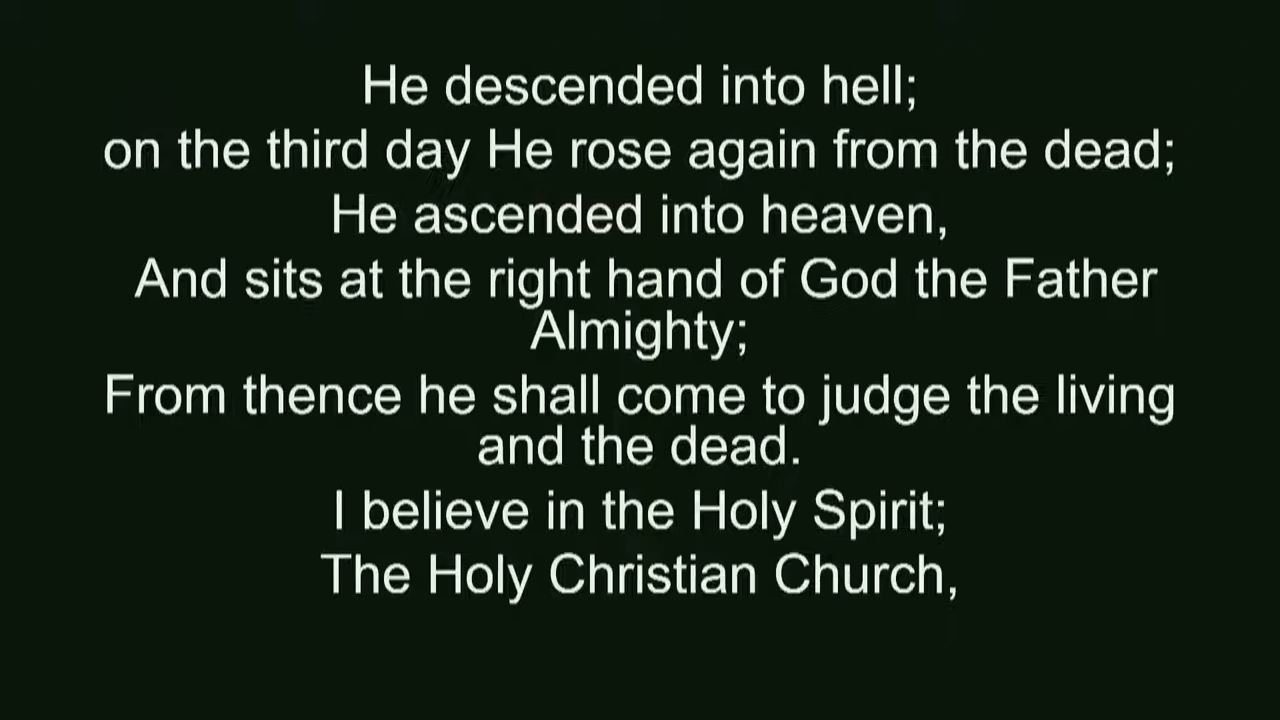 He descended into hell;
on the third day He rose again from the dead;
He ascended into heaven,
And sits at the right hand of God the Father
Almighty;
From thence he shall come to judge the living
and the dead.
I believe in the Holy Spirit;
The Holy Christian Church,